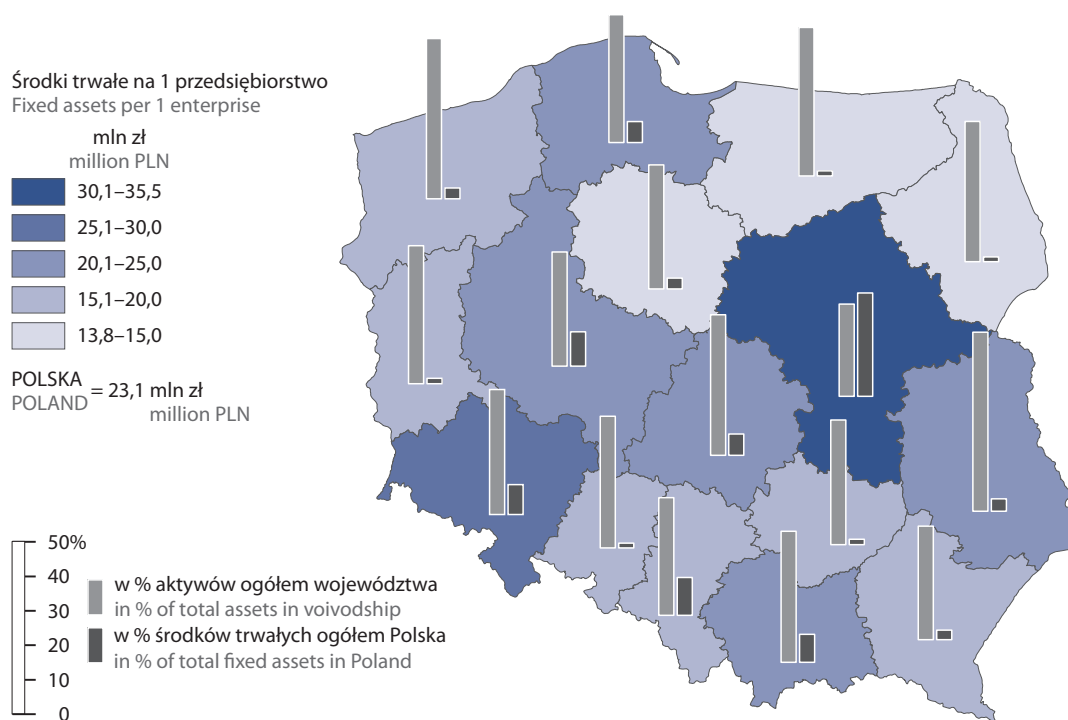 Środki trwałe na 1 przedsiębiorstwo
Fixed assets per 1 enterprise
mln zł
million PLN
30,1–35,5
25,1–30,0
20,1–25,0
15,1–20,0
13,8–15,0
POLSKA
POLAND = 23,1 mln zł
million PLN
50%
40
30
20
10
0
w % aktywów ogółem województwa
in % of total assets in voivodship
w % środków trwałych ogółem Polska
in % of total fixed assets in Poland